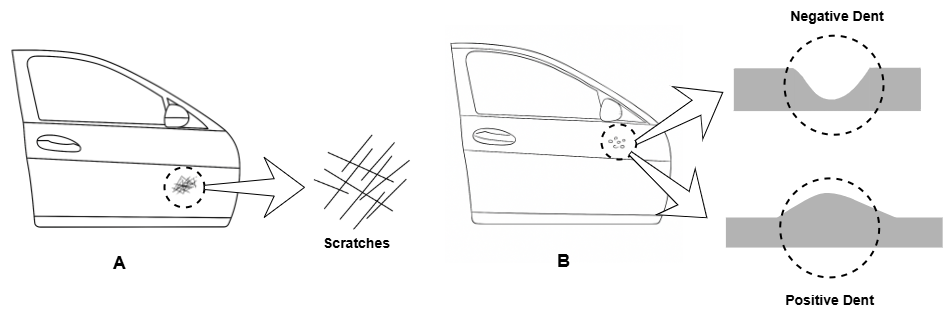 Negative Dent
Scratches
A
B
Positive Dent